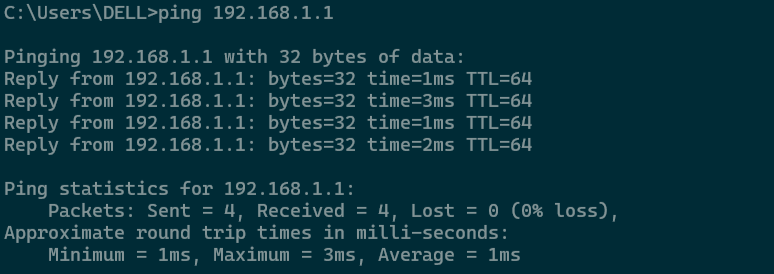 C:\Users\DELL>ping 192.168.1.1
Pinging 192.168.1.1 with 32 bytes of data:
Reply from 192.168.1.1: bytes=32 time=1ms TTL=64
Reply from 192.168.1.1: bytes=32 time=3ms TTL=64
Reply from 192.168.1.1: bytes=32 time=1ms TTL=64
Reply from 192.168.1.1: bytes=32 time=2ms TTL=64
Ping statistics for 192.168.1.1:
    Packets: Sent = 4, Received = 4, Lost = 0 (0% loss),
Approximate round trip times in milli-seconds:
    Minimum = 1ms, Maximum = 3ms, Average = 1ms